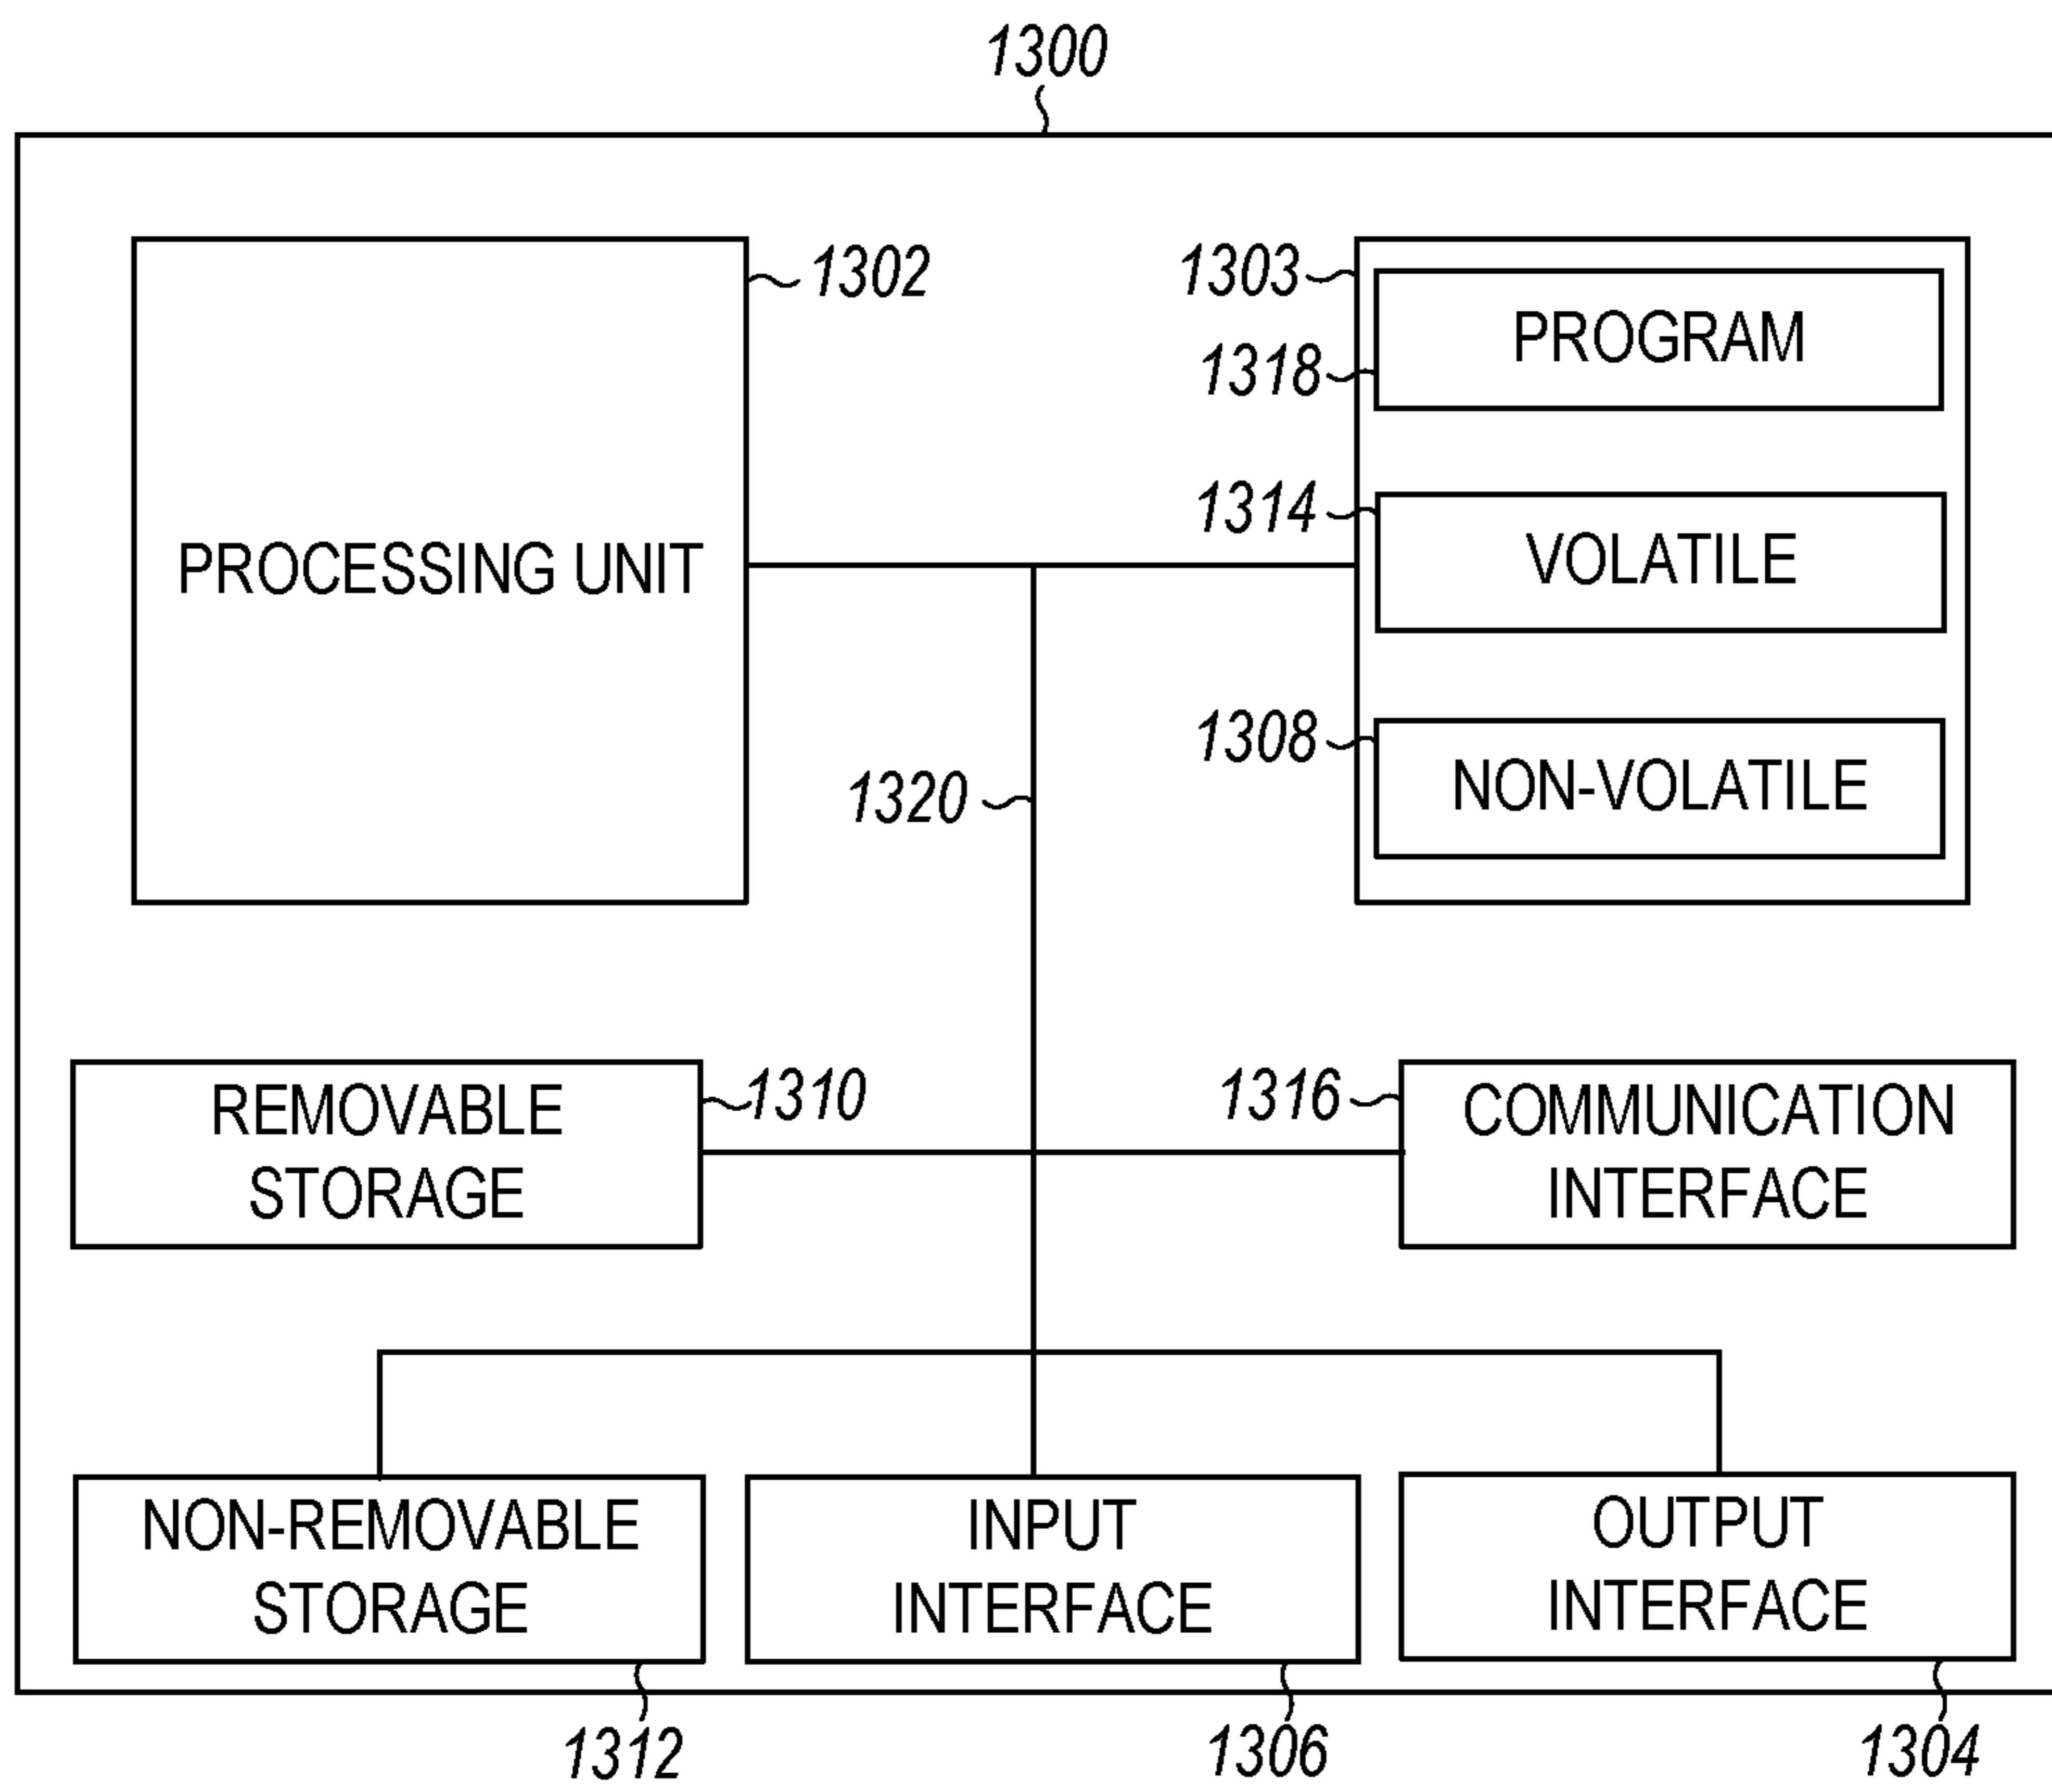 1300
1302
1303
PROGRAM
1318
1314
VOLATILE
PROCESSING UNIT
1308
NON-VOLATILE
1320
REMOVABLE
STORAGE
1310
1316
COMMUNICATION
INTERFACE
NON-REMOVABLE
STORAGE
INPUT
INTERFACE
OUTPUT
INTERFACE
1312
1306
1304